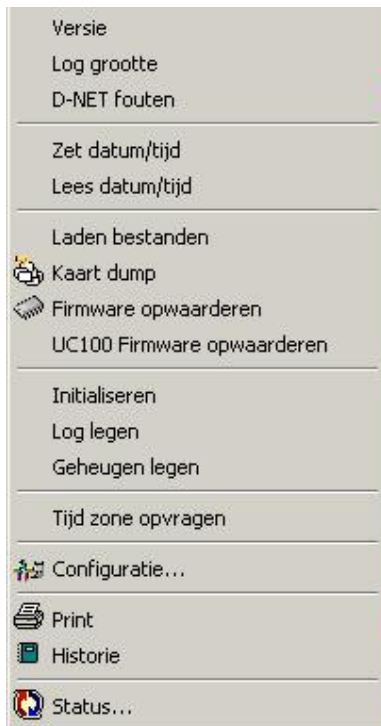 Versie
Log grootte
D-NET fouten
Zet datum/tijd
Lees datum/tijd
Laden bestanden
Kaart dump
Firmware opwaarderen
UC100 Firmware opwaarderen
Initialiseren
Log legen
Geheugen legen
Tijd zone opvragen
Configuratie...
Print
Historie
Status...